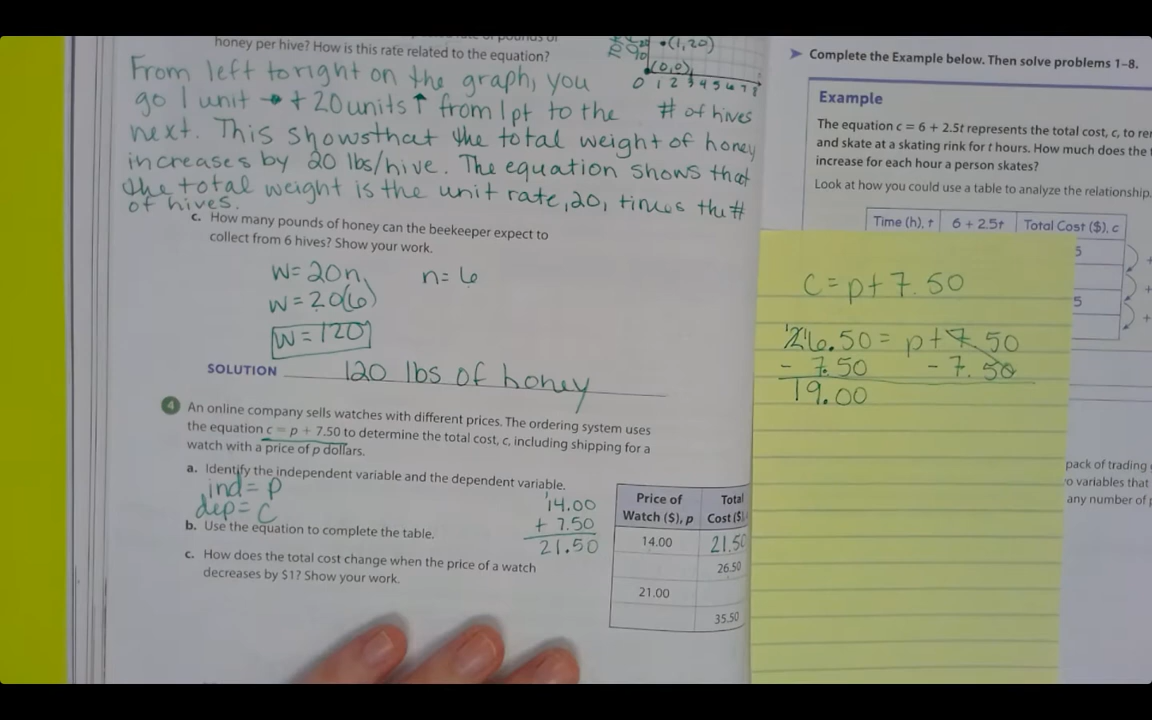 honey per hive? How is this rate related to the equation?
From left to right on the graph, you
go 1 unit → + 20 units ↑ from 1 pt to the
next. This shows that the total weight of honey
increases by 20 lbs/hive. The equation shows that
the total weight is the unit rate, 20, times the #
of hives.
(1,20)
(0,0)
0 1 2 3 4 5 6 7 8
# of hives
c. How many pounds of honey can the beekeeper expect to
collect from 6 hives? Show your work.
W = 20n n = 6
W = 20(6)
W = 120
SOLUTION 120 lbs of honey
4 An online company sells watches with different prices. The ordering system uses
the equation c = p + 7.50 to determine the total cost, c, including shipping for a
watch with a price of p dollars.
a. Identify the independent variable and the dependent variable.
ind = p
dep = C
b. Use the equation to complete the table.
14.00
+ 7.50
21.50
c. How does the total cost change when the price of a watch
decreases by $1? Show your work.
Price of Total
Watch ($), p Cost ($)
14.00 21.50
26.50
21.00
35.50
C = p + 7.50
26.50 = p + 7.50
- 7.50 - 7.50
19.00
➤ Complete the Example below. Then solve problems 1–8.
Example
The equation c = 6 + 2.5t represents the total cost, c, to
and skate at a skating rink for t hours. How much does the
increase for each hour a person skates?
Look at how you could use a table to analyze the relationship.
Time (h), t 6 + 2.5t Total Cost ($), c
5
5
pack of trading
variables that
any number of